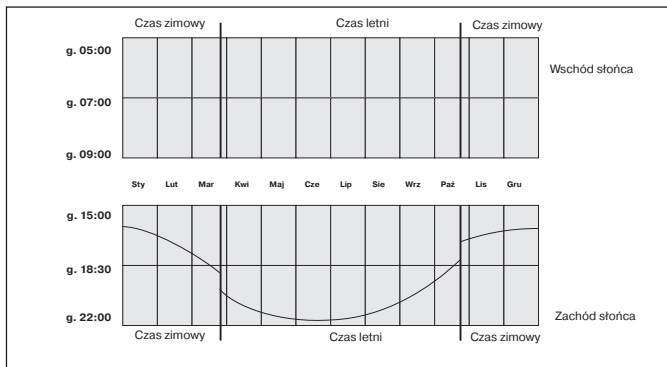 Czas zimowy Czas letni Czas zimowy
g. 05:00
Wschód słońca
g. 07:00
g. 09:00
Sty Lut Mar Kwi Maj Cze Lip Sie Wrz Paź Lis Gru
g. 15:00
g. 18:30
g. 22:00
Zachód słońca
Czas zimowy Czas letni Czas zimowy